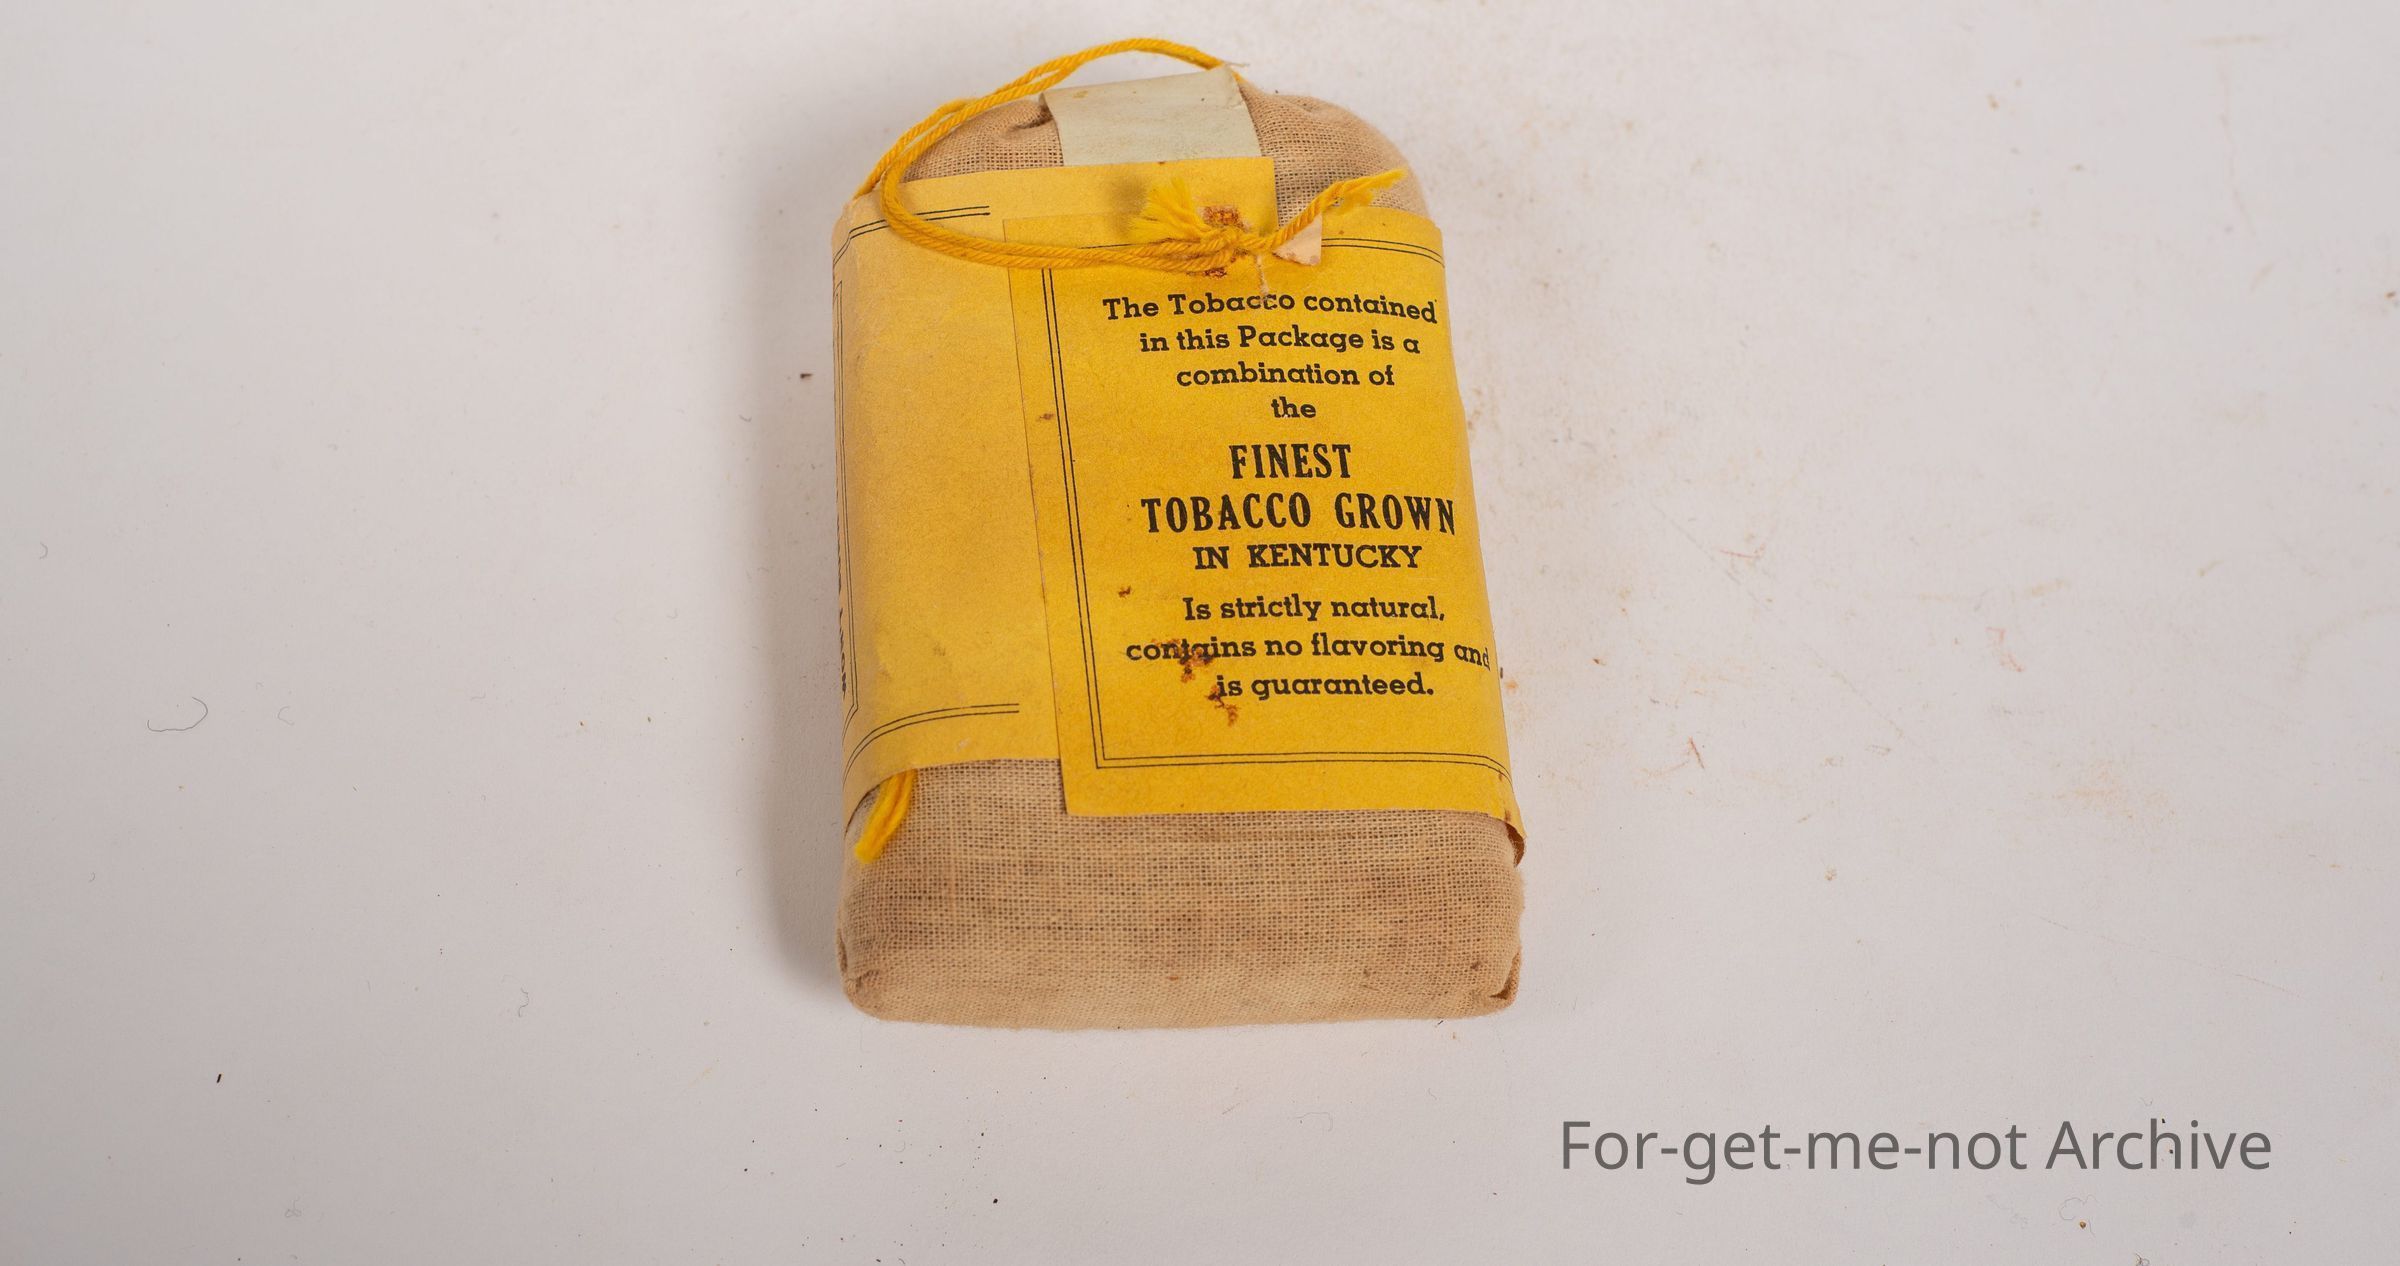 The Tobacco contained
in this Package is a
combination of
the
FINEST
TOBACCO GROWN
IN KENTUCKY
Is strictly natural,
contains no flavoring and
is guaranteed.
For-get-me-not Archive